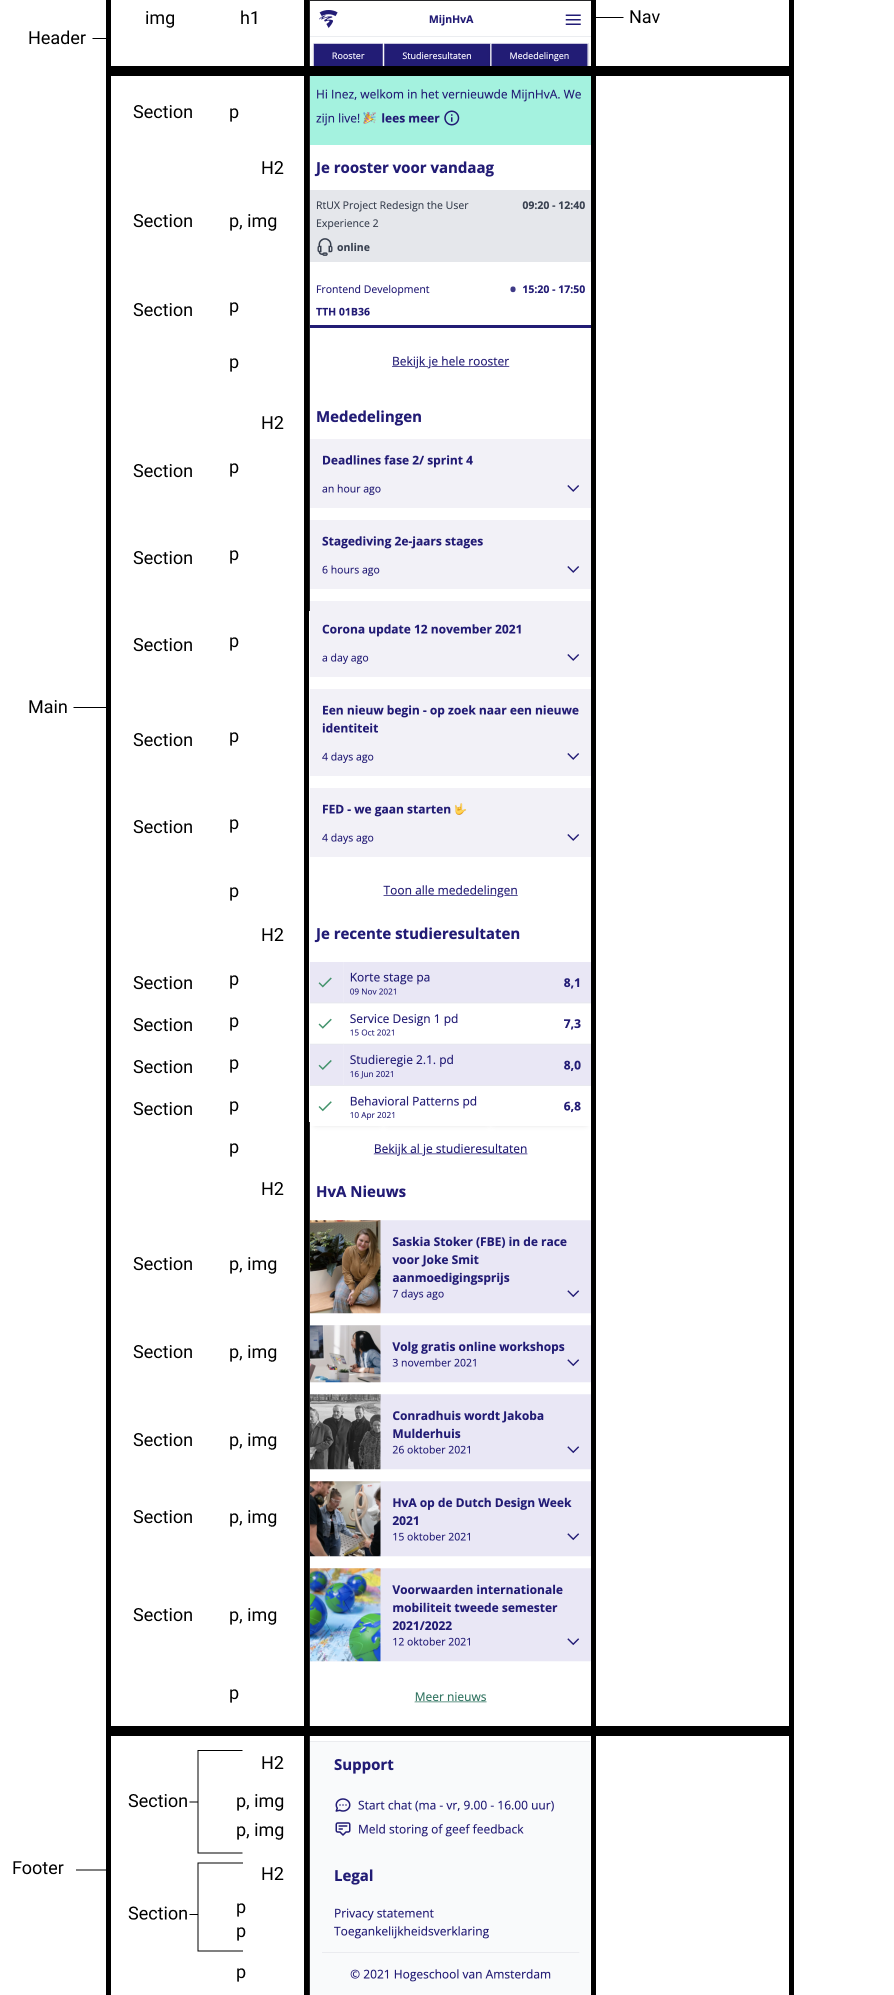 img h1 MijnHvA Nav
Header
Rooster Studieresultaten Mededelingen
Hi Inez, welkom in het vernieuwde MijnHvA. We
Section p
zijn live! 🎉 lees meer
H2 Je rooster voor vandaag
RtUX Project Redesign the User 09:20 - 12:40
Section p, img
Experience 2
online
Frontend Development 15:20 - 17:50
Section p TTH 01B36
p Bekijk je hele rooster
H2 Mededelingen
Deadlines fase 2/ sprint 4
Section p
an hour ago
Stagediving 2e-jaars stages
Section p
6 hours ago
Corona update 12 november 2021
Section p
a day ago
Main
Een nieuw begin - op zoek naar een nieuwe
identiteit
Section p
4 days ago
FED - we gaan starten 🤟
Section p
4 days ago
p Toon alle mededelingen
H2 Je recente studieresultaten
Section p Korte stage pa 8,1
09 Nov 2021
Section p Service Design 1 pd 7,3
15 Oct 2021
Section p Studieregie 2.1. pd 8,0
16 Jun 2021
Section p Behavioral Patterns pd 6,8
10 Apr 2021
p Bekijk al je studieresultaten
H2 HvA Nieuws
Saskia Stoker (FBE) in de race
voor Joke Smit
Section p, img
aanmoedigingsprijs
7 days ago
Section p, img Volg gratis online workshops
3 november 2021
Conradhuis wordt Jakoba
Mulderhuis
Section p, img
26 oktober 2021
HvA op de Dutch Design Week
Section p, img 2021
15 oktober 2021
Voorwaarden internationale
mobiliteit tweede semester
Section p, img
2021/2022
12 oktober 2021
p Meer nieuws
H2 Support
Section p, img Start chat (ma - vr, 9.00 - 16.00 uur)
p, img Meld storing of geef feedback
Footer
H2 Legal
Section p Privacy statement
p Toegankelijkheidsverklaring
p © 2021 Hogeschool van Amsterdam